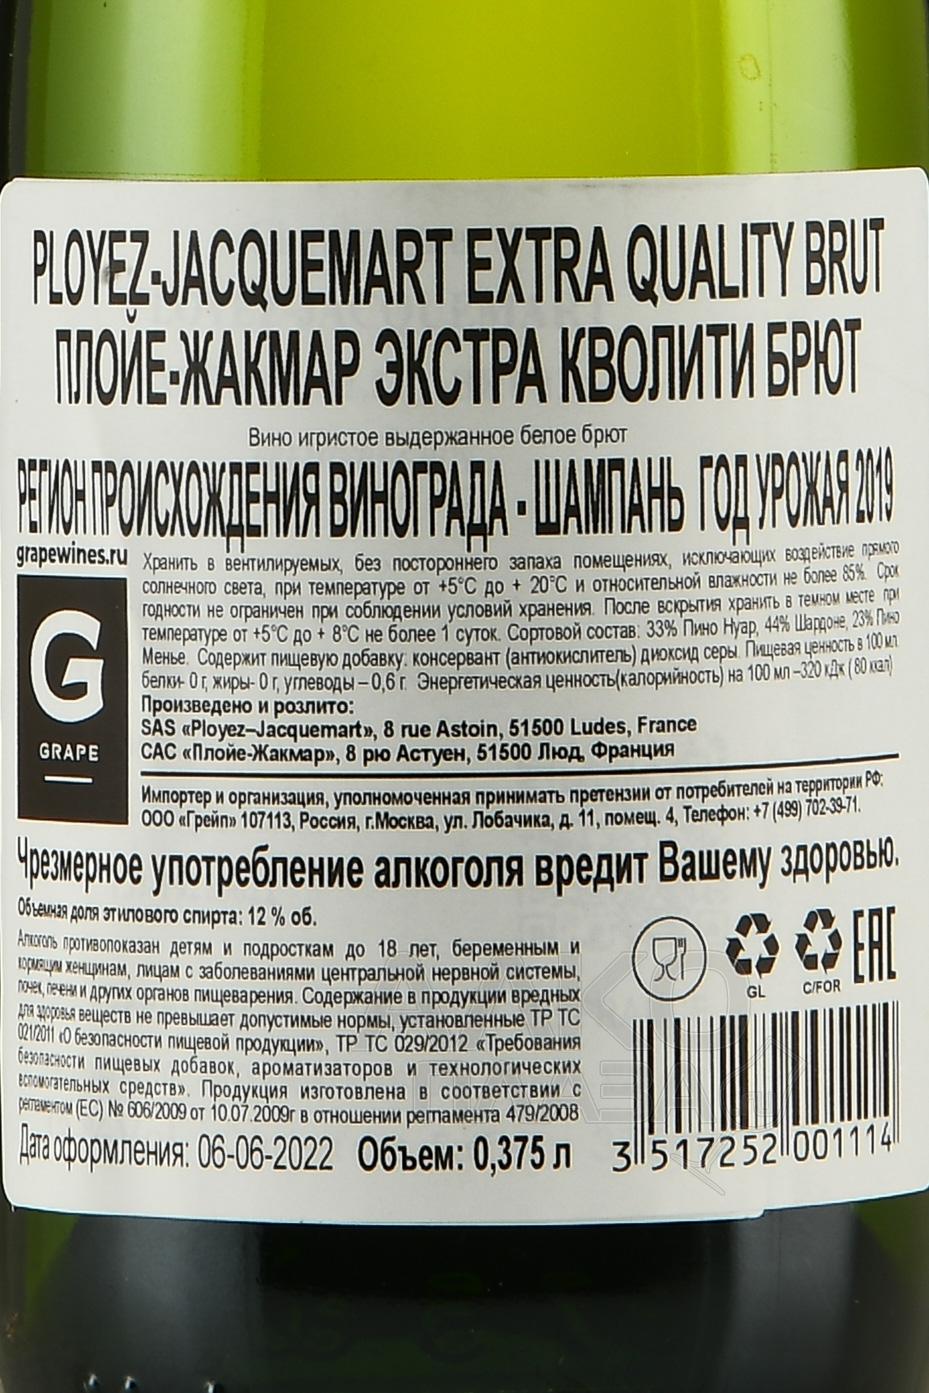 PLOYEZ-JACQUEMART EXTRA QUALITY BRUT
ПЛОЙЕ-ЖАКМАР ЭКСТРА КВОЛИТИ БРЮТ
Вино игристое выдержанное белое брют
РЕГИОН ПРОИСХОЖДЕНИЯ ВИНОГРАДА - ШАМПАНЬ ГОД УРОЖАЯ 2019
grapewines.ru
G
GRAPE
Хранить в вентилируемых, без постороннего запаха помещениях, исключающих воздействие прямого
солнечного света, при температуре от +5°C до + 20°C и относительной влажности не более 85%. Срок
годности не ограничен при соблюдении условий хранения. После вскрытия хранить в темном месте при
температуре от +5°C до + 8°C не более 1 суток. Сортовой состав: 33% Пино Нуар, 44% Шардоне, 23% Пино
Менье. Содержит пищевую добавку: консервант (антиокислитель) диоксид серы. Пищевая ценность в 100 мл:
белки- 0 г, жиры- 0 г, углеводы – 0,6 г. Энергетическая ценность(калорийность) на 100 мл –320 кДж ( 80 ккал)
Произведено и розлито:
SAS «Ployez–Jacquemart», 8 rue Astoin, 51500 Ludes, France
САС «Плойе-Жакмар», 8 рю Астуен, 51500 Люд, Франция
Импортер и организация, уполномоченная принимать претензии от потребителей на территории РФ:
ООО «Грейп» 107113, Россия, г.Москва, ул. Лобачика, д. 11, помещ. 4, Телефон: +7 (499) 702-39-71.
Чрезмерное употребление алкоголя вредит Вашему здоровью.
Объемная доля этилового спирта: 12 % об.
Алкоголь противопоказан детям и подросткам до 18 лет, беременным и
кормящим женщинам, лицам с заболеваниями центральной нервной системы,
почек, печени и других органов пищеварения. Содержание в продукции вредных
для здоровья веществ не превышает допустимые нормы, установленные ТР ТС
021/2011 «О безопасности пищевой продукции», ТР ТС 029/2012 «Требования
безопасности пищевых добавок, ароматизаторов и технологических
вспомогательных средств». Продукция изготовлена в соответствии с
регламентом (ЕС) № 606/2009 от 10.07.2009г в отношении регламента 479/2008
Дата оформления: 06-06-2022 Объем: 0,375 л
GL
C/FOR
EAC
3 517252 001114